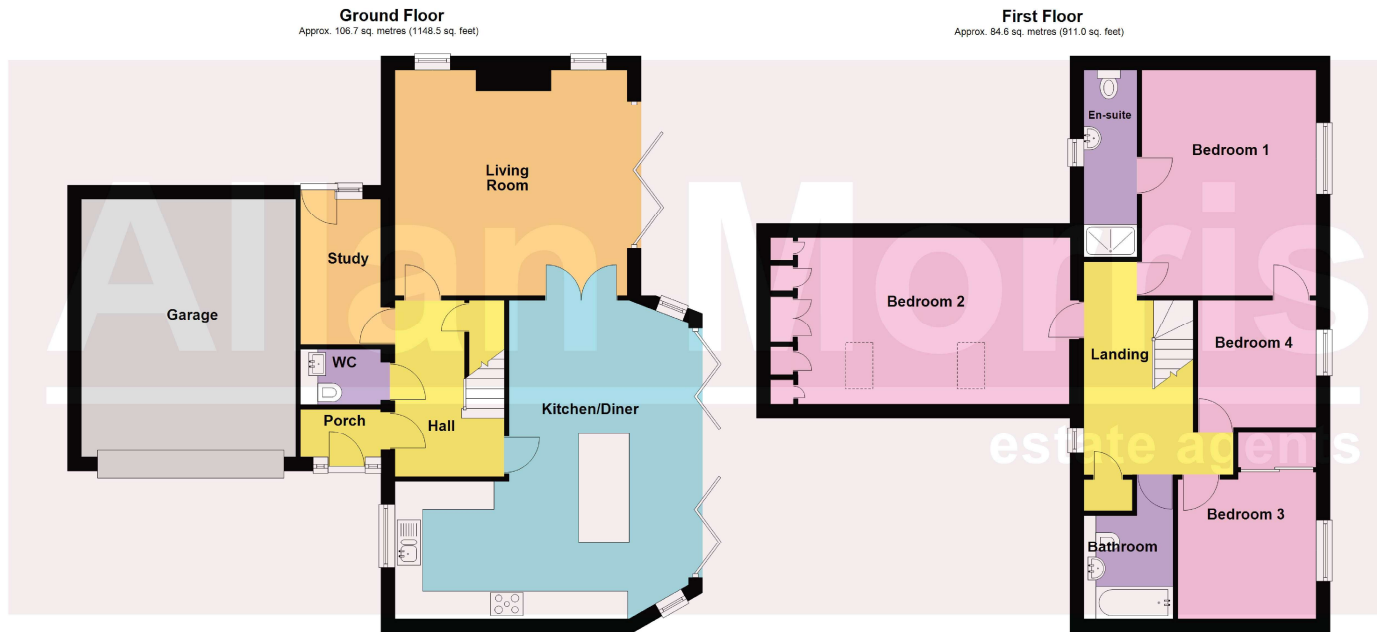 Ground Floor
Approx. 106.7 sq. metres (1148.5 sq. feet)
Living
Room
Study
Garage
WC
Porch
Hall
Kitchen/Diner
First Floor
Approx. 84.6 sq. metres (911.0 sq. feet)
En-suite
Bedroom 1
Bedroom 2
Landing
Bedroom 4
Bedroom 3
Bathroom
Allan Morris
estate agents